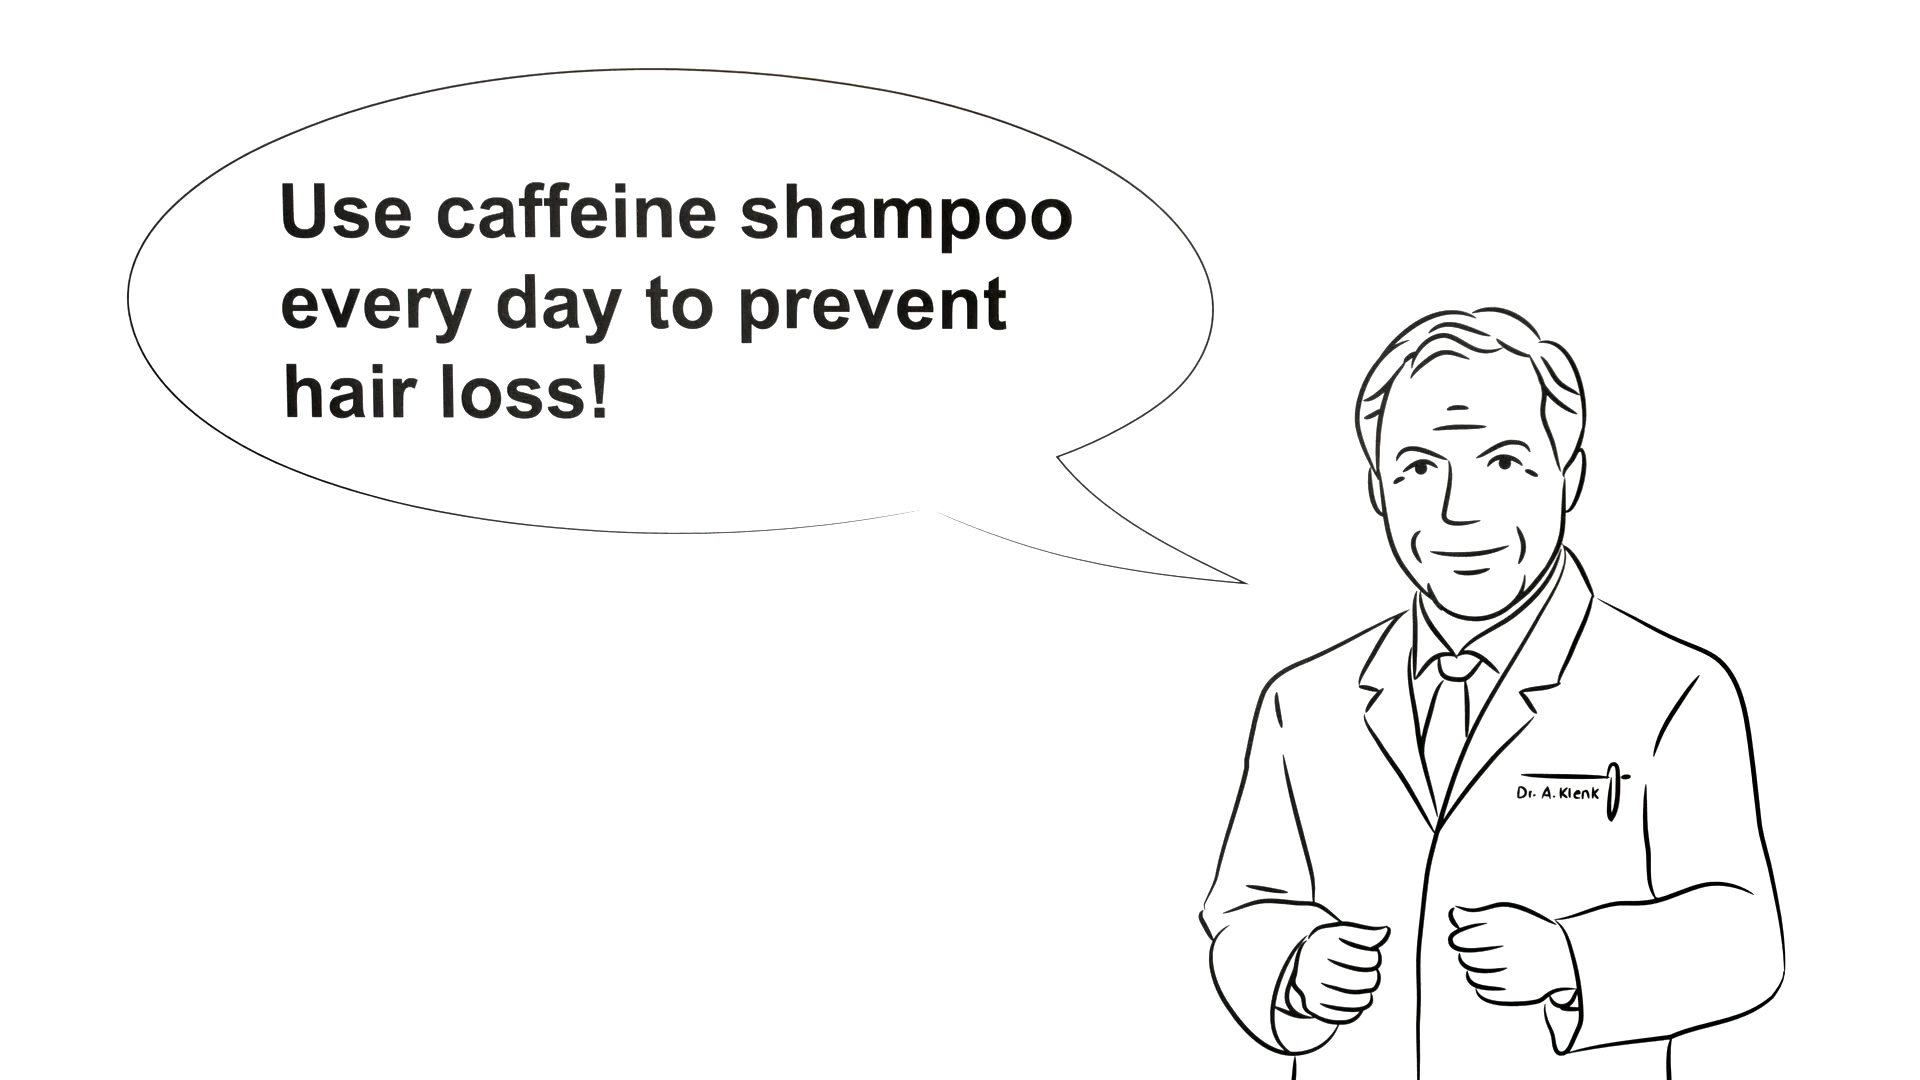 Use caffeine shampoo
every day to prevent
hair loss!
Dr. A. Klenk